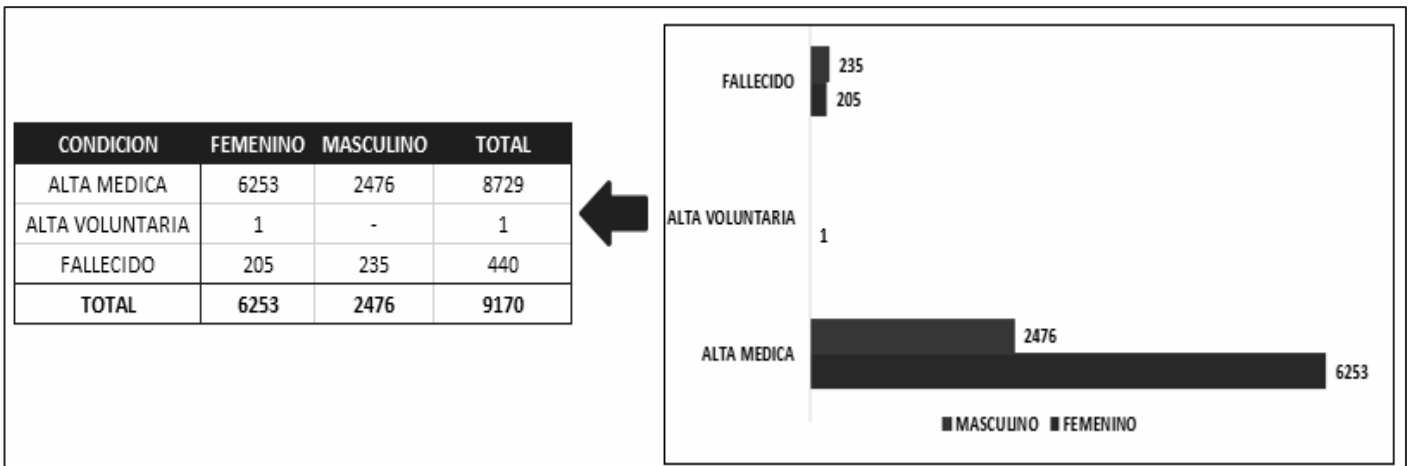 CONDICION FEMENINO MASCULINO TOTAL
ALTA MEDICA 6253 2476 8729
ALTA VOLUNTARIA 1 - 1
FALLECIDO 205 235 440
TOTAL 6253 2476 9170
FALLECIDO
235
205
ALTA VOLUNTARIA
1
ALTA MEDICA
2476
6253
MASCULINO FEMENINO